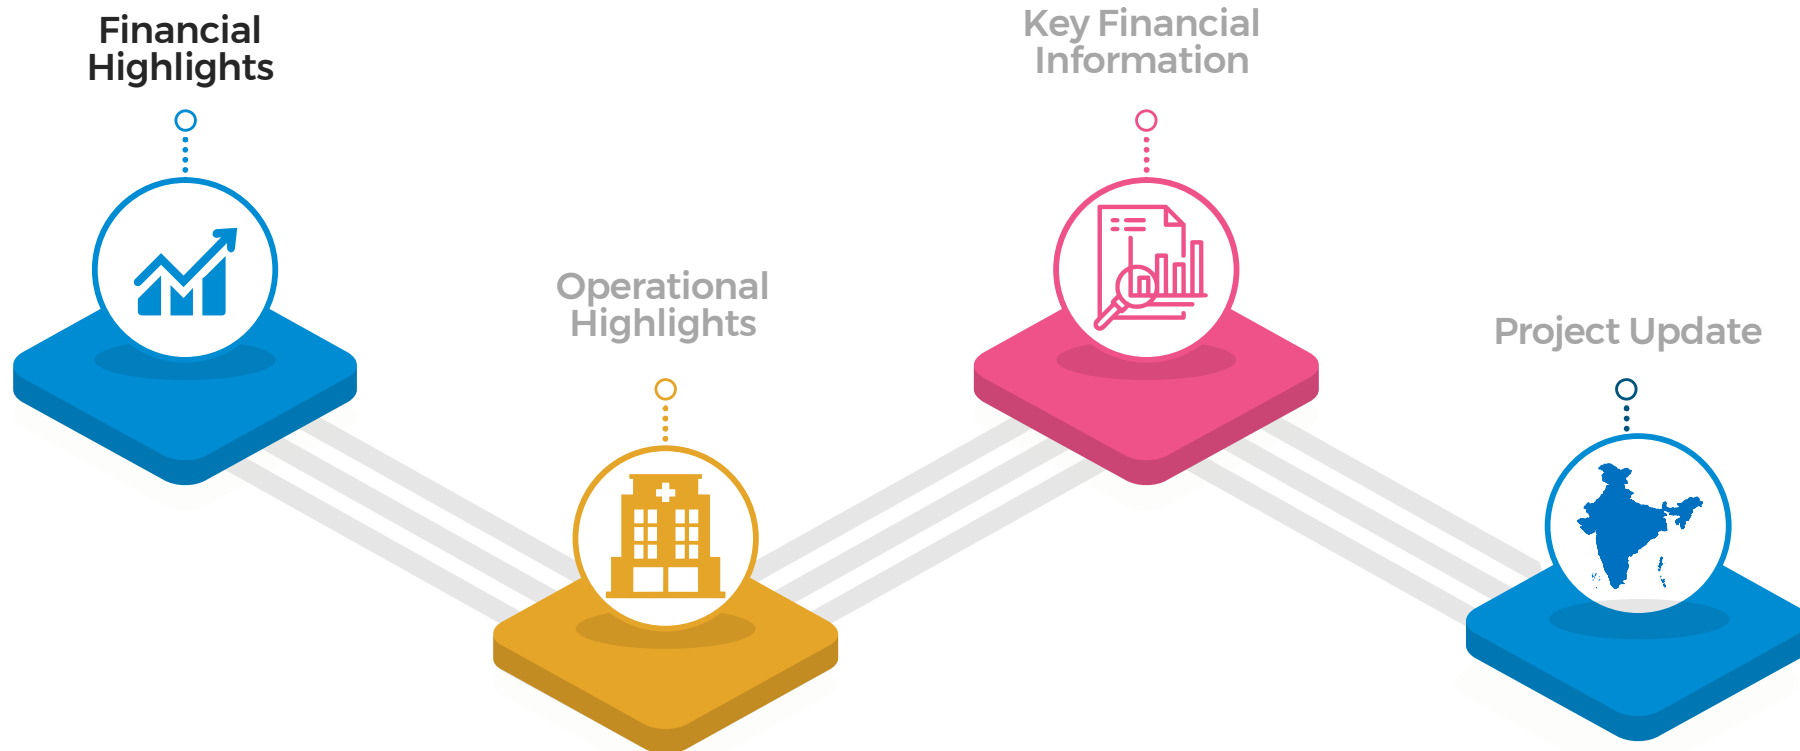 Financial
Highlights
Operational
Highlights
Key Financial
Information
Project Update